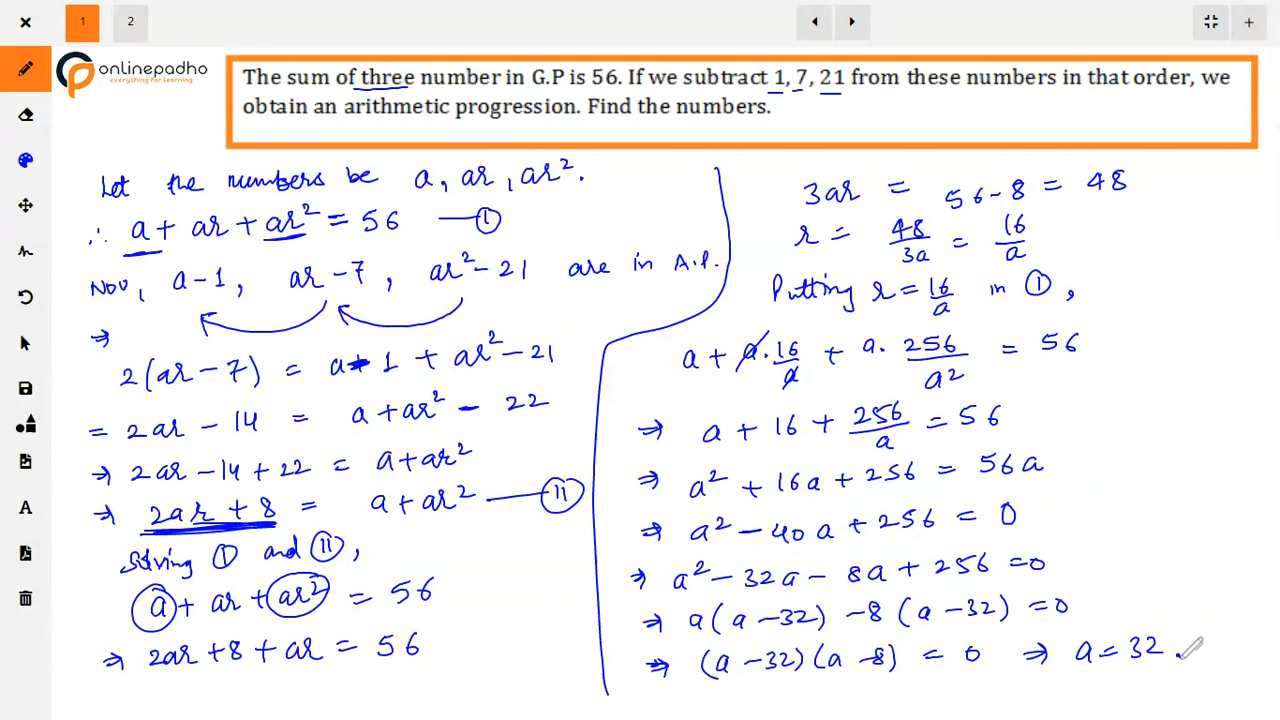 1 2
onlinepadho
everything for learning
The sum of three number in G.P is 56. If we subtract 1, 7, 21 from these numbers in that order, we
obtain an arithmetic progression. Find the numbers.
Let the numbers be a, ar, ar².
∴ a + ar + ar² = 56 — Ⓘ
Now, a - 1, ar - 7, ar² - 21 are in A.P.
⇒
2(ar - 7) = a - 1 + ar² - 21
= 2ar - 14 = a + ar² - 22
⇒ 2ar - 14 + 22 = a + ar²
⇒ 2ar + 8 = a + ar² — (II)
Solving (I) and (II),
a + ar + ar² = 56
⇒ 2ar + 8 + ar = 56
3ar = 56 - 8 = 48
r = 48/3a = 16/a
Putting r = 16/a in (I),
a + a · 16/a + a · 256/a² = 56
⇒ a + 16 + 256/a = 56
⇒ a² + 16a + 256 = 56a
⇒ a² - 40a + 256 = 0
⇒ a² - 32a - 8a + 256 = 0
⇒ a(a - 32) - 8(a - 32) = 0
⇒ (a - 32)(a - 8) = 0 ⇒ a = 32.